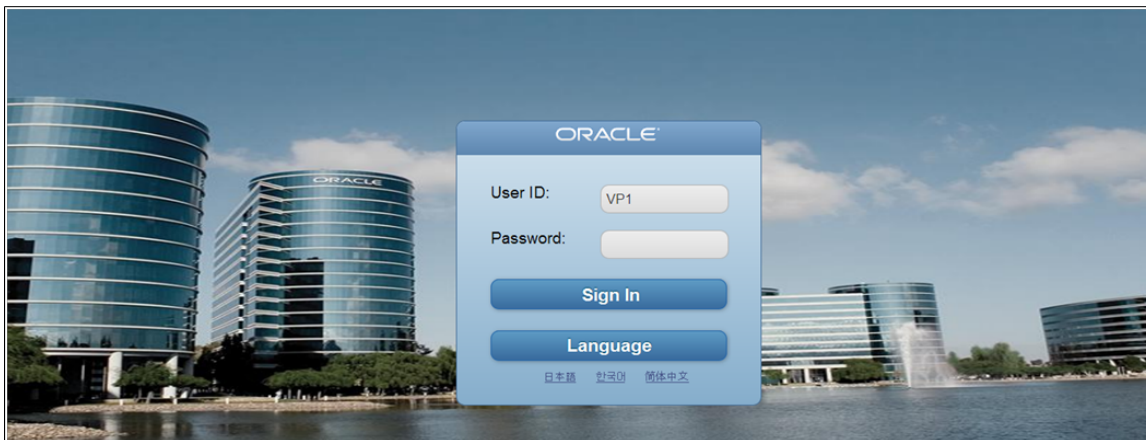 ORACLE
ORACLE
User ID: VP1
Password:
Sign In
Language
日本語 한국어 简体中文